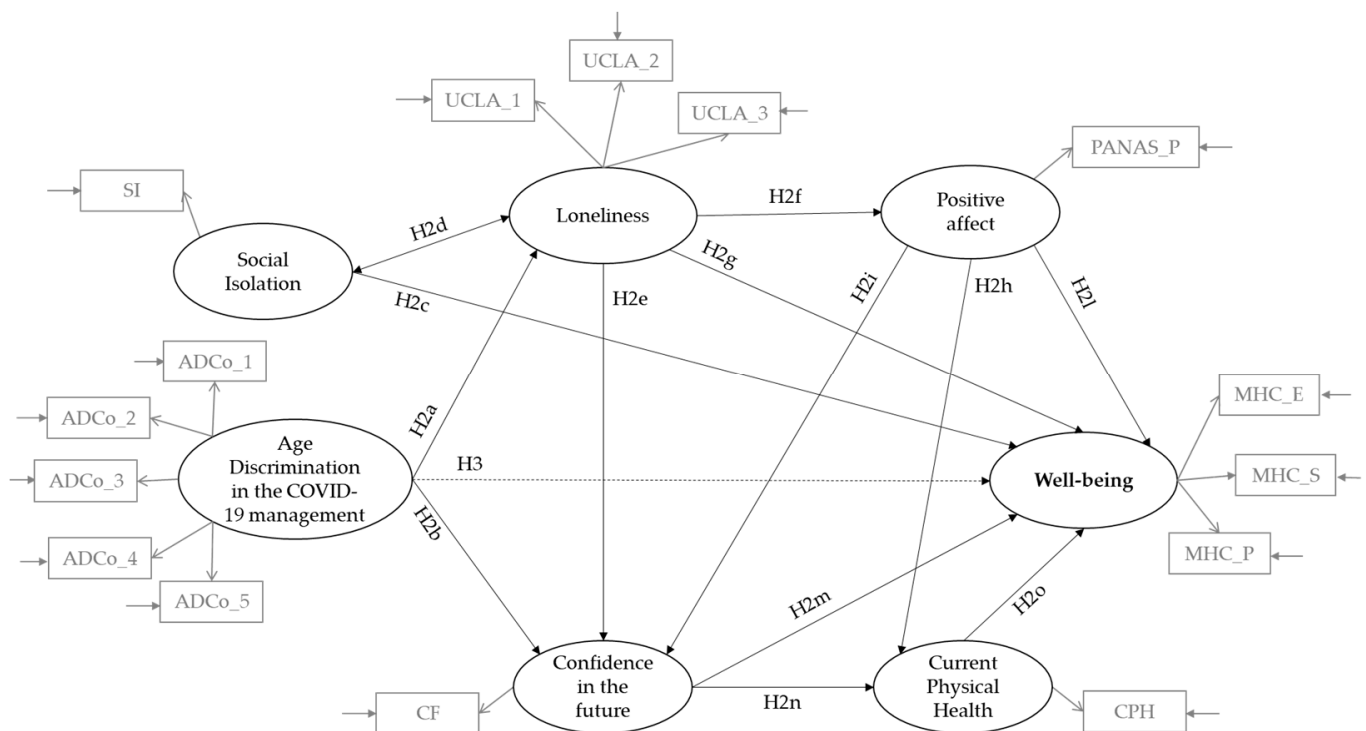 UCLA_2
UCLA_1
UCLA_3
PANAS_P
SI
Loneliness
H2f
Positive
affect
H2d
H2g
Social
Isolation
H2c
H2e
H2i
H2h
H2l
ADCo_1
ADCo_2
ADCo_3
ADCo_4
ADCo_5
Age
Discrimination
in the COVID-
19 management
H2a
H3
H2b
Well-being
MHC_E
MHC_S
MHC_P
H2m
H2o
Confidence
in the
future
H2n
Current
Physical
Health
CF
CPH